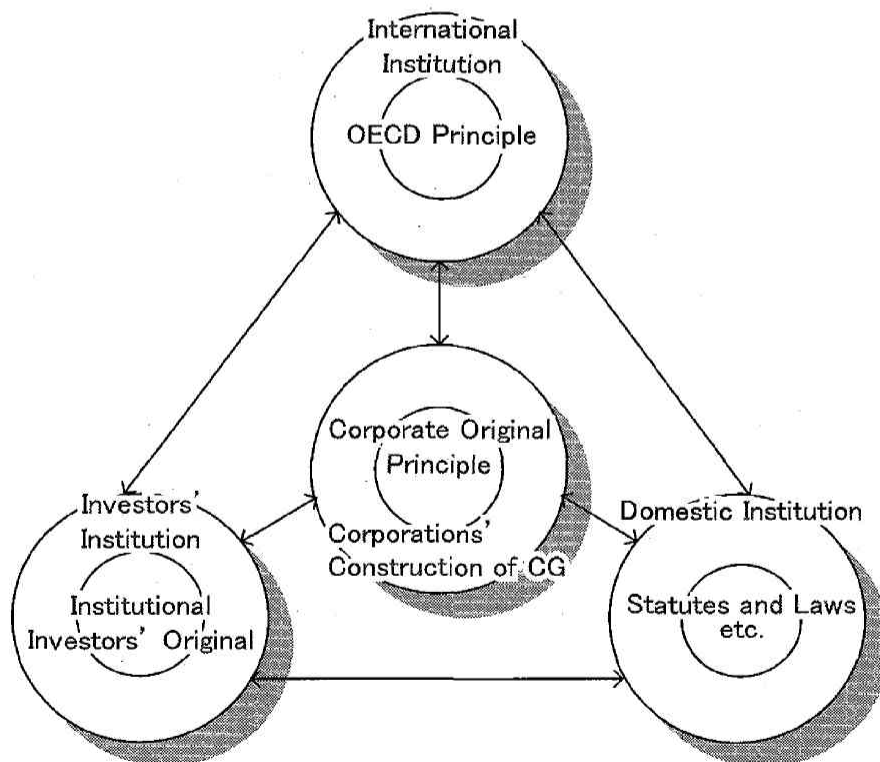 International
Institution
OECD Principle
Corporate Original
Principle
Corporations'
Construction of CG
Investors'
Institution
Institutional
Investors' Original
Domestic Institution
Statutes and Laws
etc.